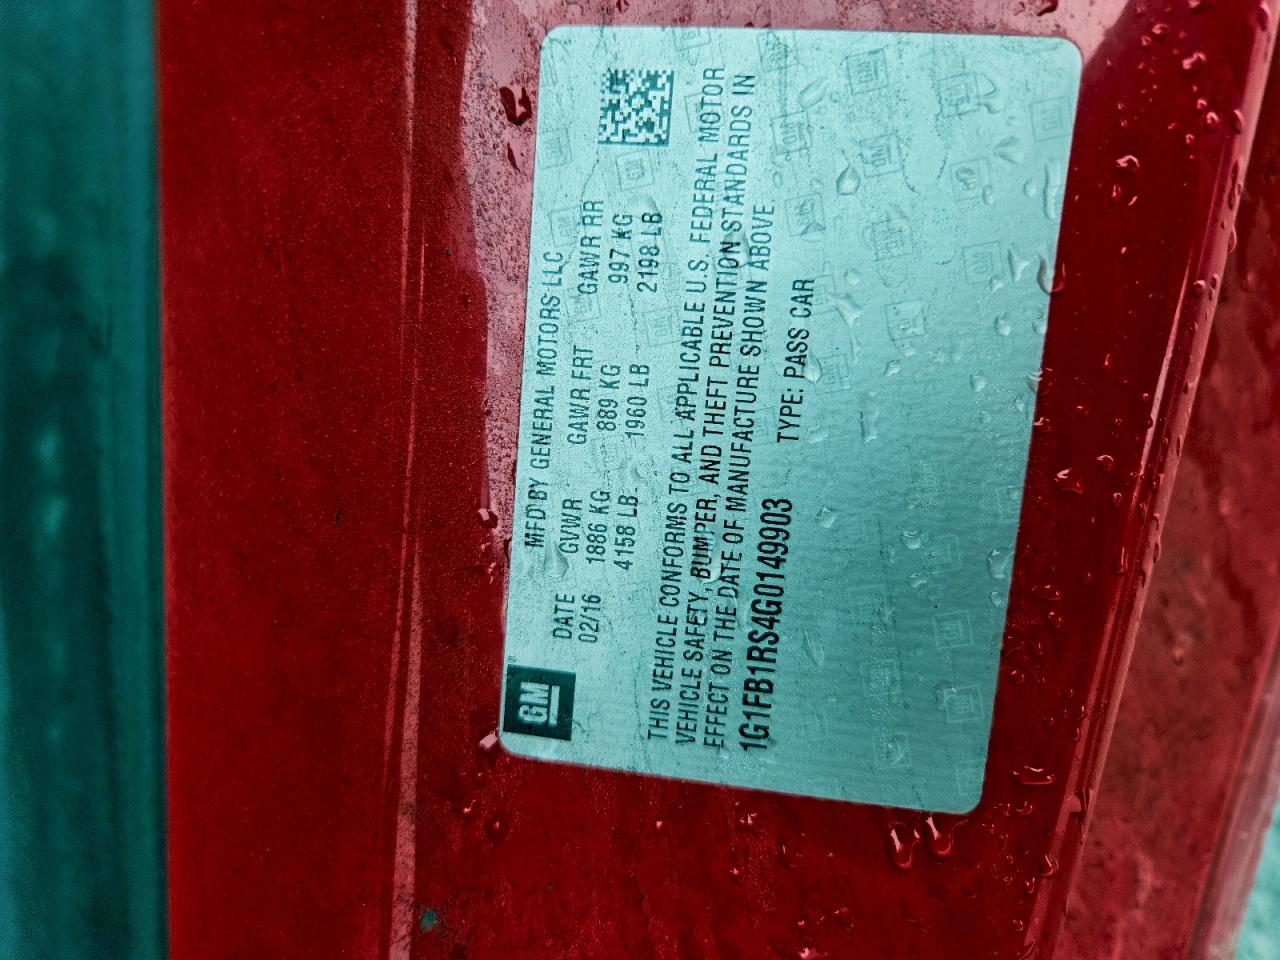 GM
MFD BY GENERAL MOTORS LLC
DATE GVWR GAWR FRT GAWR RR
02/16 1886 KG 889 KG 997 KG
4158 LB 1960 LB 2198 LB
THIS VEHICLE CONFORMS TO ALL APPLICABLE U.S. FEDERAL MOTOR
VEHICLE SAFETY, BUMPER, AND THEFT PREVENTION STANDARDS IN
EFFECT ON THE DATE OF MANUFACTURE SHOWN ABOVE.
1G1FB1RS4G0149903 TYPE: PASS CAR